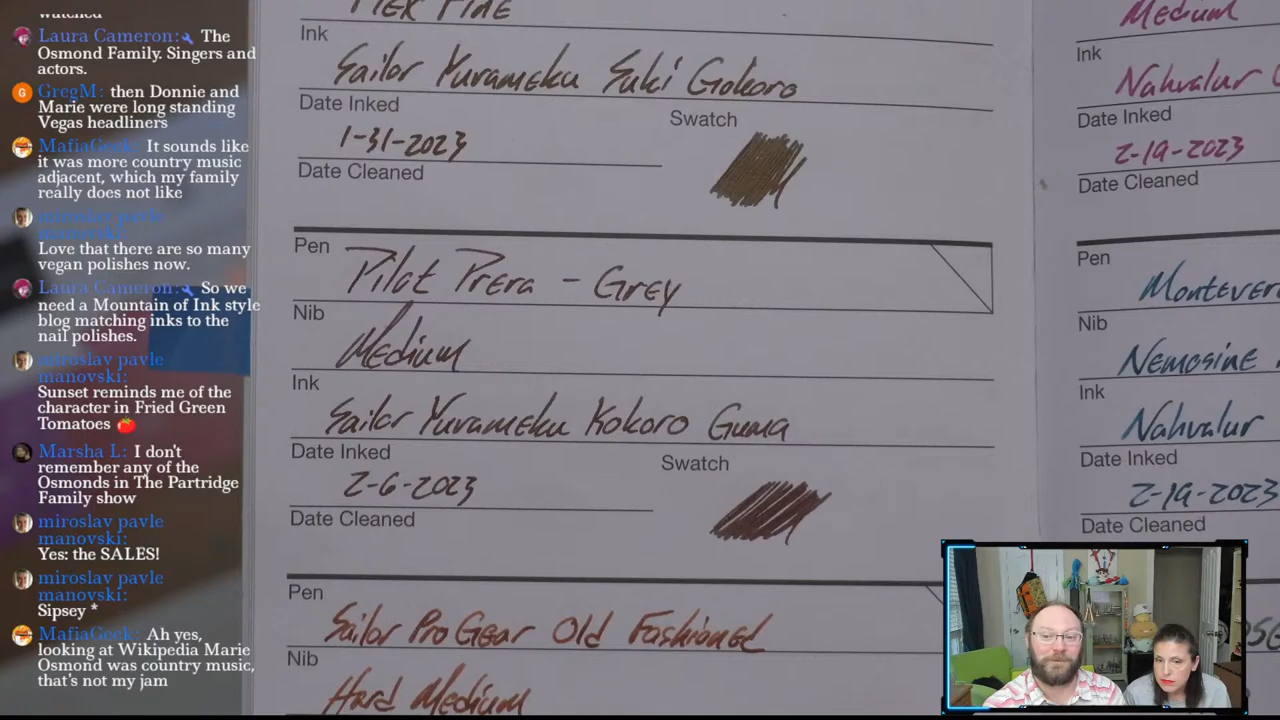 watched
Laura Cameron: The
Osmond Family. Singers and
actors.
GregM: then Donnie and
Marie were long standing
Vegas headliners
MafiaGeek: It sounds like
it was more country music
adjacent, which my family
really does not like
miroslav pavle
manovski:
Love that there are so many
vegan polishes now.
Laura Cameron: So we
need a Mountain of Ink style
blog matching inks to the
nail polishes.
miroslav pavle
manovski:
Sunset reminds me of the
character in Fried Green
Tomatoes 🍅
Marsha L: I don't
remember any of the
Osmonds in The Partridge
Family show
miroslav pavle
manovski:
Yes: the SALES!
miroslav pavle
manovski:
Sipsey *
MafiaGeek: Ah yes,
looking at Wikipedia Marie
Osmond was country music,
that's not my jam
Flex Fine
Ink
Sailor Yurameku Suki Gokoro
Date Inked
Swatch
1-31-2023
Date Cleaned
Pen
Pilot Prera - Grey
Nib
Medium
Ink
Sailor Yurameku Kokoro Guma
Date Inked
Swatch
2-6-2023
Date Cleaned
Pen
Sailor Pro Gear Old Fashioned
Nib
Hard Medium
Medium
Ink
Nahvalur
Date Inked
2-19-2023
Date Cleaned
Pen
Nib
Nemosine
Ink
Nahvalur
Date Inked
2-19-2023
Date Cleaned